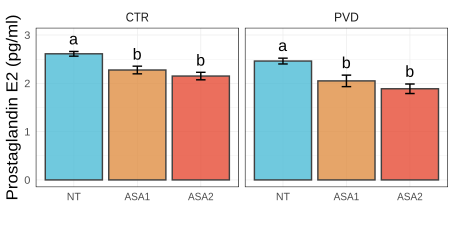 CTR
PVD
Prostaglandin E2 (pg/ml)
3
2
1
0
a
b
b
a
b
b
NT
ASA1
ASA2
NT
ASA1
ASA2